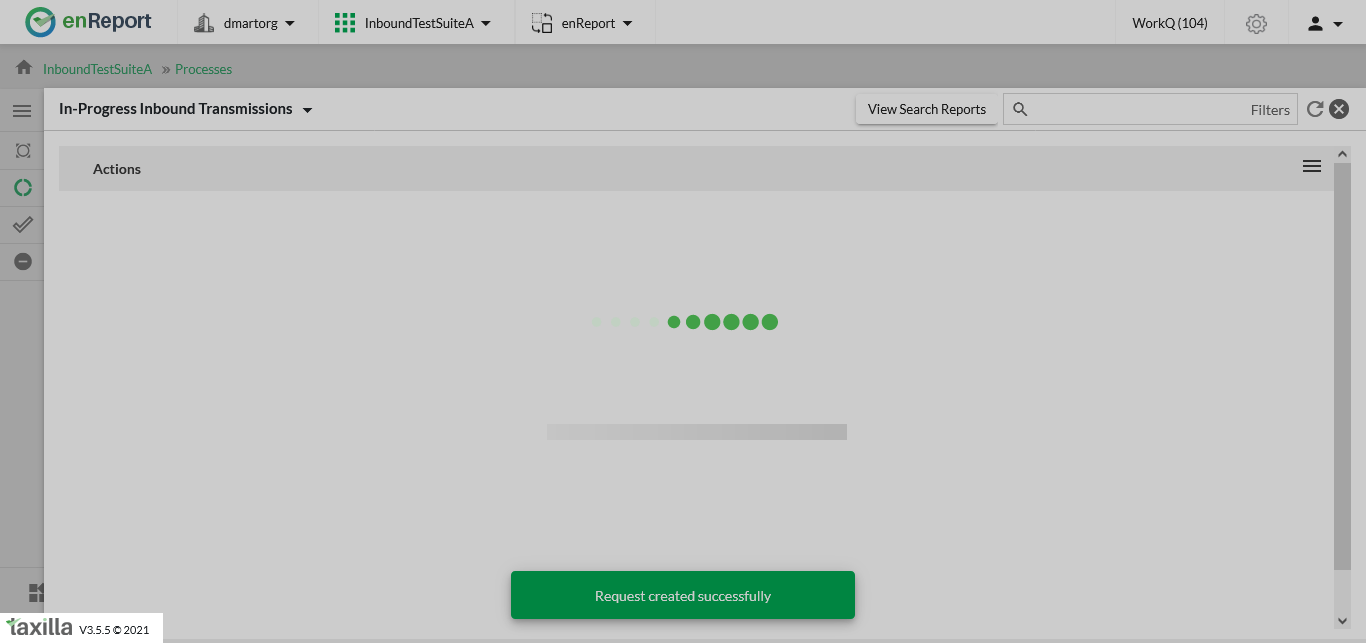 enReport
dmartorg
InboundTestSuiteA
enReport
WorkQ (104)
InboundTestSuiteA » Processes
In-Progress Inbound Transmissions
View Search Reports
Filters
Actions
Request created successfully
taxilla V3.5.5 © 2021